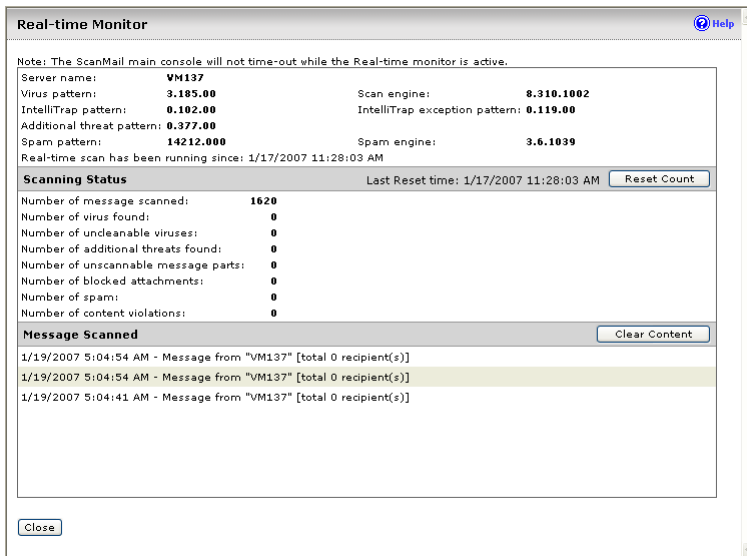 Real-time Monitor
Help
Note: The ScanMail main console will not time-out while the Real-time monitor is active.
Server name: VM137
Virus pattern: 3.185.00 Scan engine: 8.310.1002
IntelliTrap pattern: 0.102.00 IntelliTrap exception pattern: 0.119.00
Additional threat pattern: 0.377.00
Spam pattern: 14212.000 Spam engine: 3.6.1039
Real-time scan has been running since: 1/17/2007 11:28:03 AM
Scanning Status Last Reset time: 1/17/2007 11:28:03 AM Reset Count
Number of message scanned: 1620
Number of virus found: 0
Number of uncleanable viruses: 0
Number of additional threats found: 0
Number of unscannable message parts: 0
Number of blocked attachments: 0
Number of spam: 0
Number of content violations: 0
Message Scanned Clear Content
1/19/2007 5:04:54 AM - Message from "VM137" [total 0 recipient(s)]
1/19/2007 5:04:54 AM - Message from "VM137" [total 0 recipient(s)]
1/19/2007 5:04:41 AM - Message from "VM137" [total 0 recipient(s)]
Close